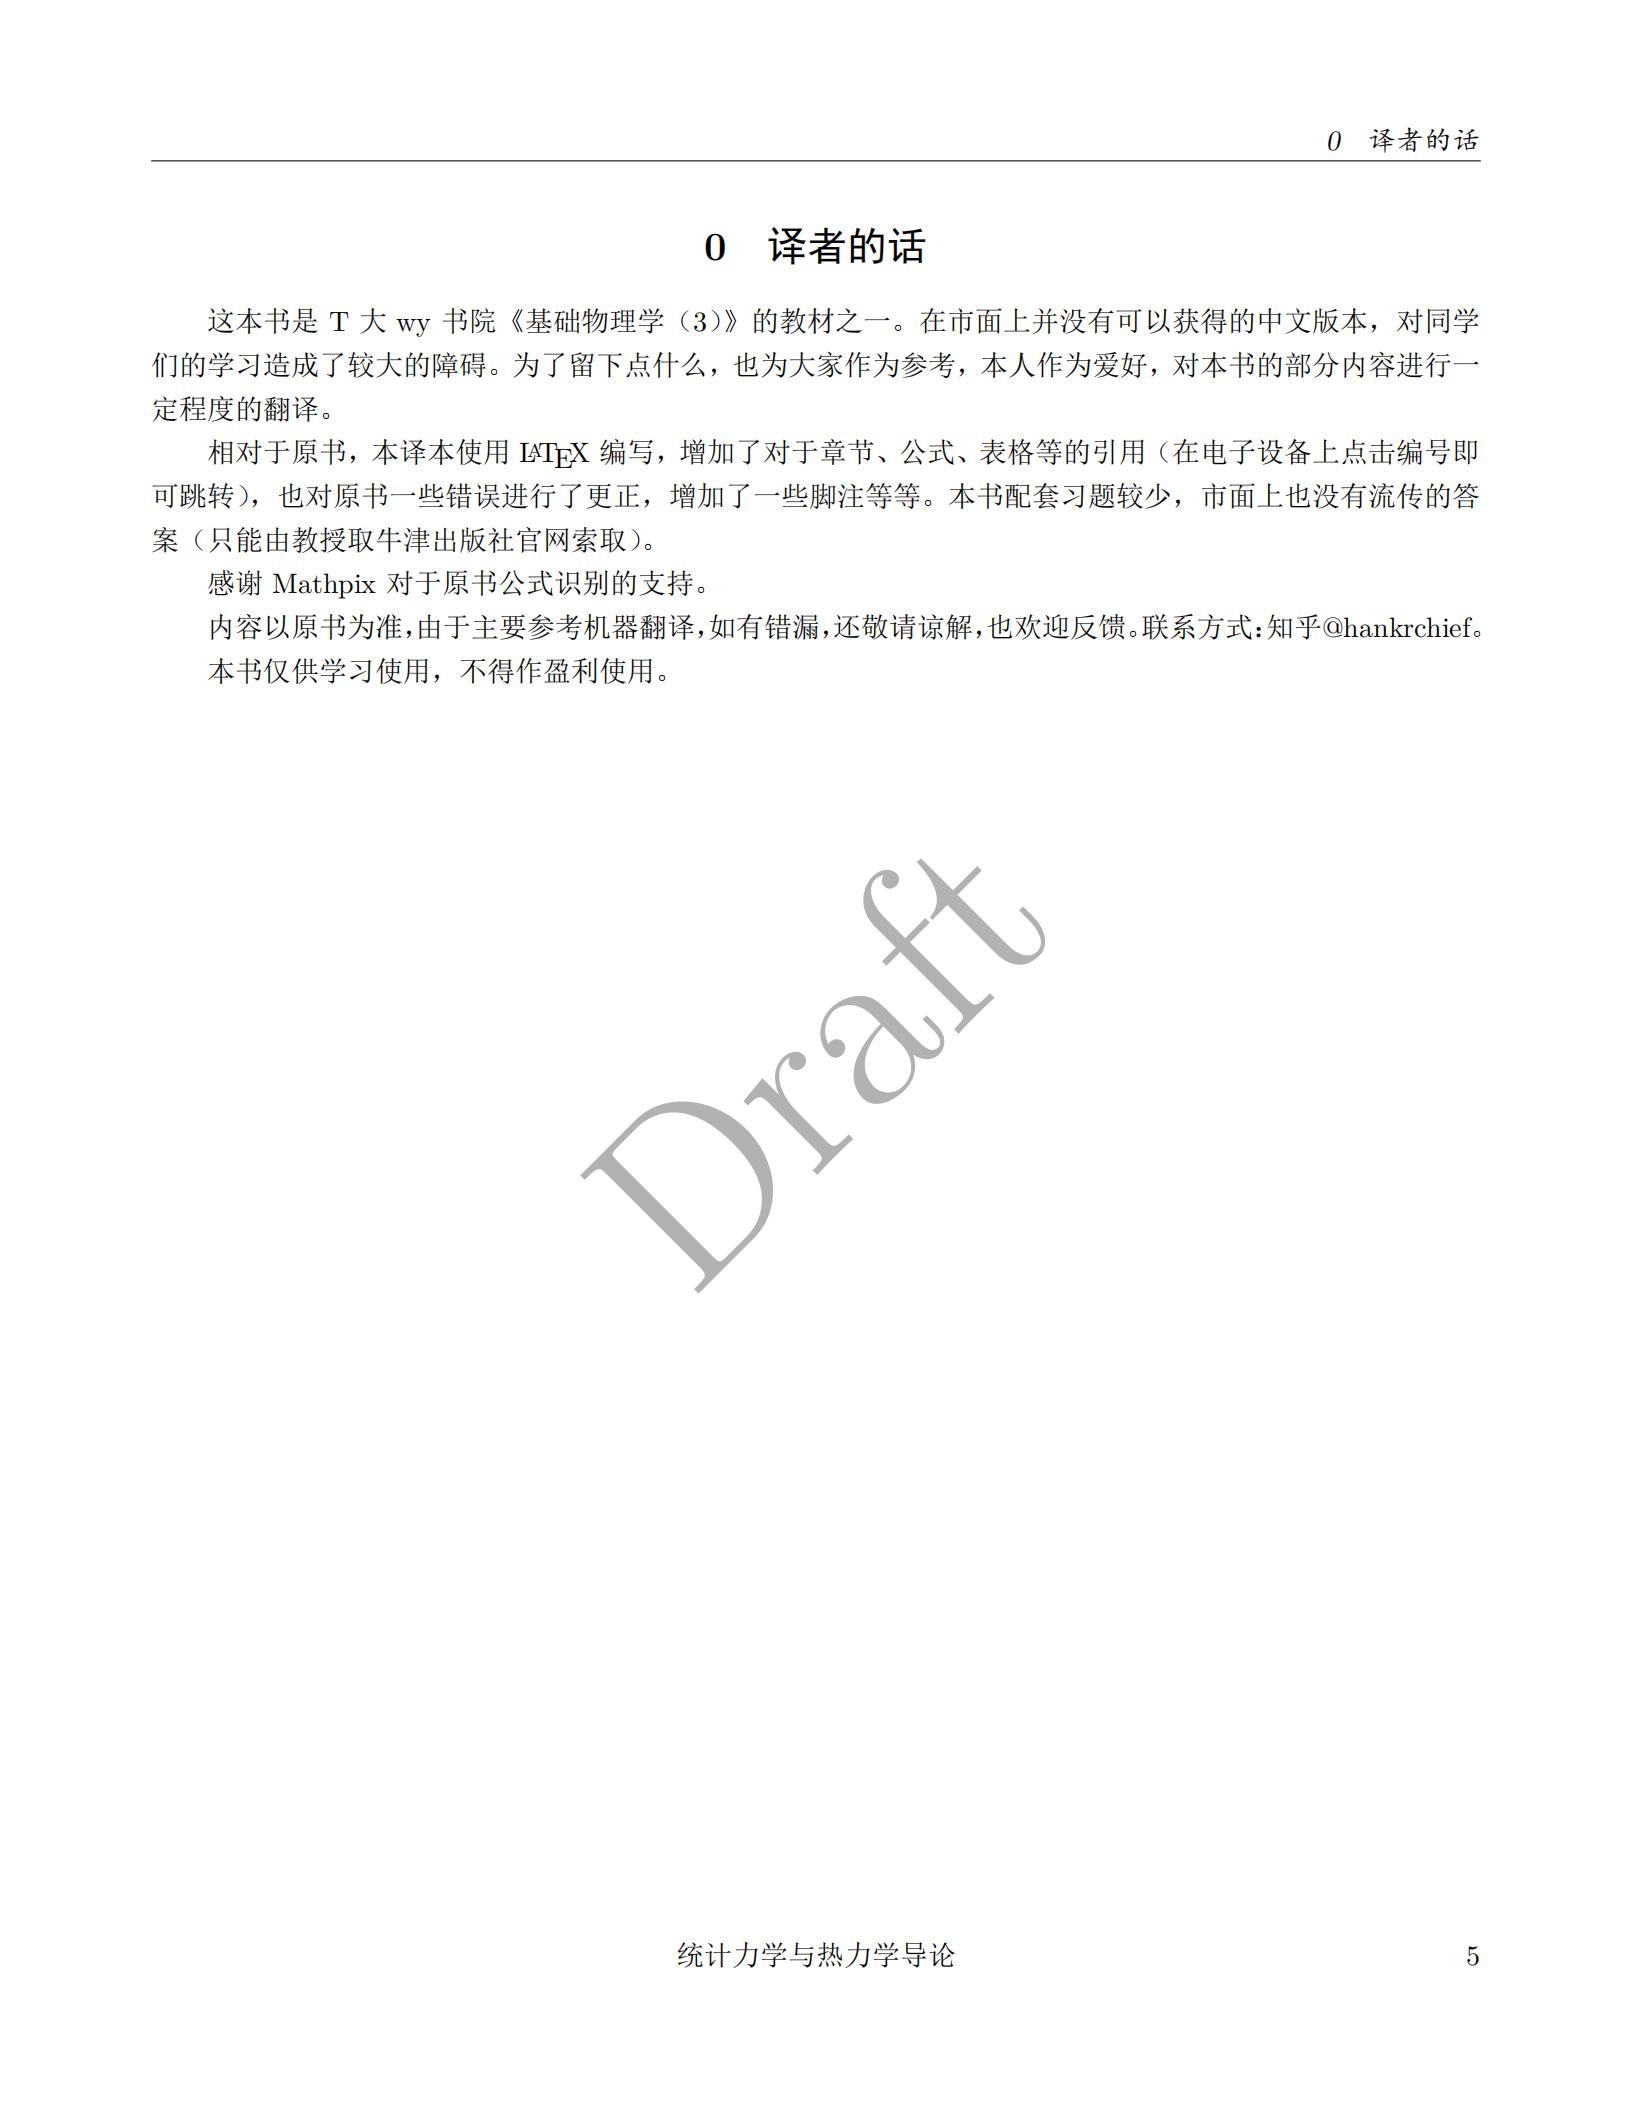 0 译者的话
0 译者的话
这本书是 T 大 wy 书院《基础物理学（3）》的教材之一。在市面上并没有可以获得的中文版本，对同学
们的学习造成了较大的障碍。为了留下点什么，也为大家作为参考，本人作为爱好，对本书的部分内容进行一
定程度的翻译。
相对于原书，本译本使用 LATEX 编写，增加了对于章节、公式、表格等的引用（在电子设备上点击编号即
可跳转），也对原书一些错误进行了更正，增加了一些脚注等等。本书配套习题较少，市面上也没有流传的答
案（只能由教授取牛津出版社官网索取）。
感谢 Mathpix 对于原书公式识别的支持。
内容以原书为准，由于主要参考机器翻译，如有错漏，还敬请谅解，也欢迎反馈。联系方式：知乎@hankrchief。
本书仅供学习使用，不得作盈利使用。
Draft
统计力学与热力学导论
5